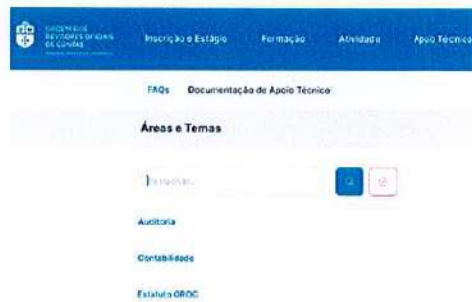 ORDEM DOS
REVISORES OFICIAIS
DE CONTAS
Inscrição e Estágio Formação Atividade Apoio Técnico
FAQs Documentação de Apoio Técnico
Áreas e Temas
Pesquisar...
Auditoria
Contabilidade
Estatuto OROC